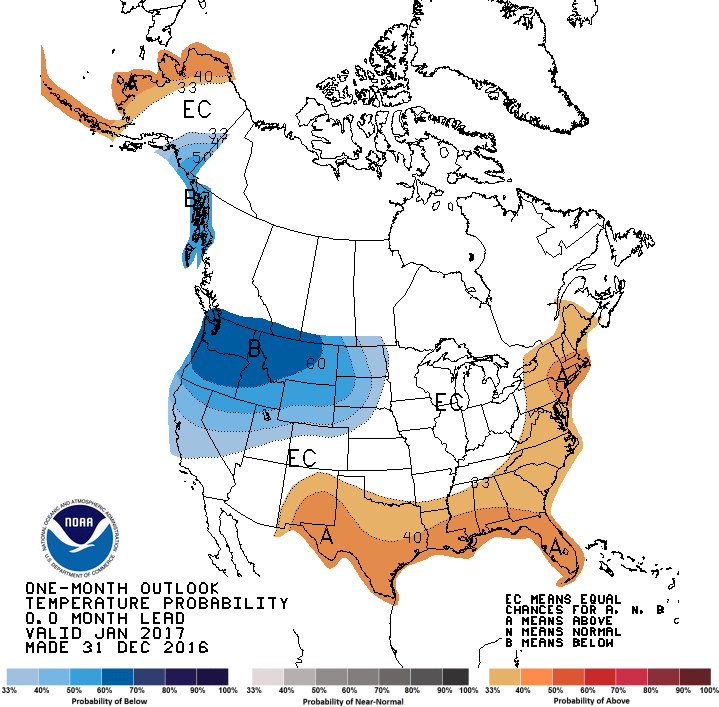 A
40
33
EC
33
40
50
B
B
60
EC
A
EC
33
A
40
A
NATIONAL OCEANIC AND ATMOSPHERIC ADMINISTRATION
NOAA
U.S. DEPARTMENT OF COMMERCE
ONE-MONTH OUTLOOK
TEMPERATURE PROBABILITY
0.0 MONTH LEAD
VALID JAN 2017
MADE 31 DEC 2016
EC MEANS EQUAL
CHANCES FOR A, N, B
A MEANS ABOVE
N MEANS NORMAL
B MEANS BELOW
33% 40% 50% 60% 70% 80% 90% 100%
Probability of Below
33% 40% 50% 60% 70% 80% 90% 100%
Probability of Near-Normal
33% 40% 50% 60% 70% 80% 90% 100%
Probability of Above